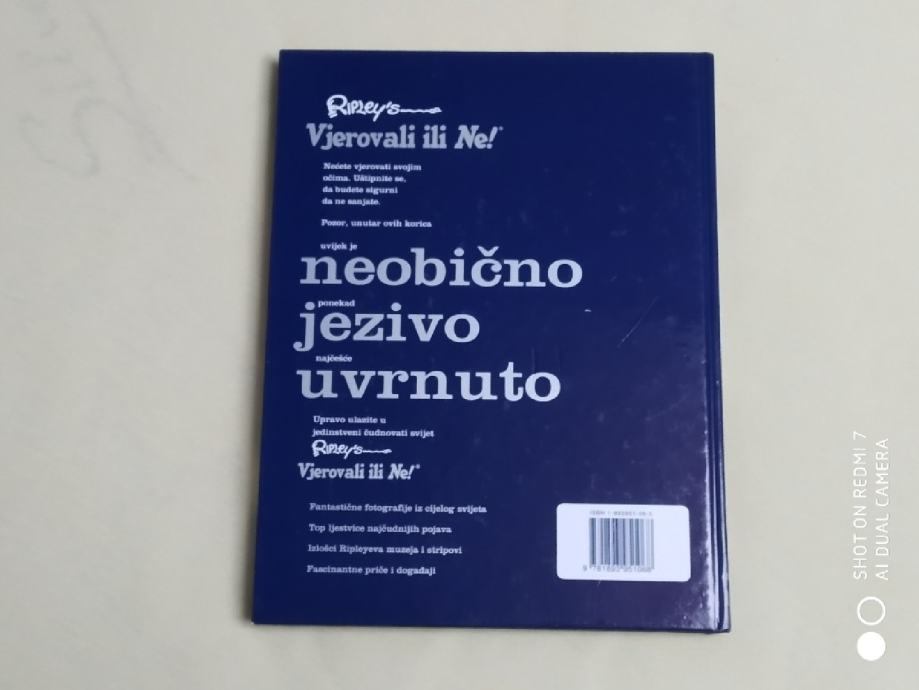 Ripley's
Vjerovali ili Ne!®
Nećete vjerovati svojim
očima. Uštipnite se,
da budete sigurni
da ne sanjate.
Pozor, unutar ovih korica
uvijek je
neobično
ponekad
jezivo
najčešće
uvrnuto
Upravo ulazite u
jedinstveni čudnovati svijet
Ripley's
Vjerovali ili Ne!®
Fantastične fotografije iz cijelog svijeta
Top ljestvice najčudnijih pojava
Izlošci Ripleyeva muzeja i stripovi
Fascinantne priče i događaji
ISBN
SHOT ON REDMI 7
AI DUAL CAMERA